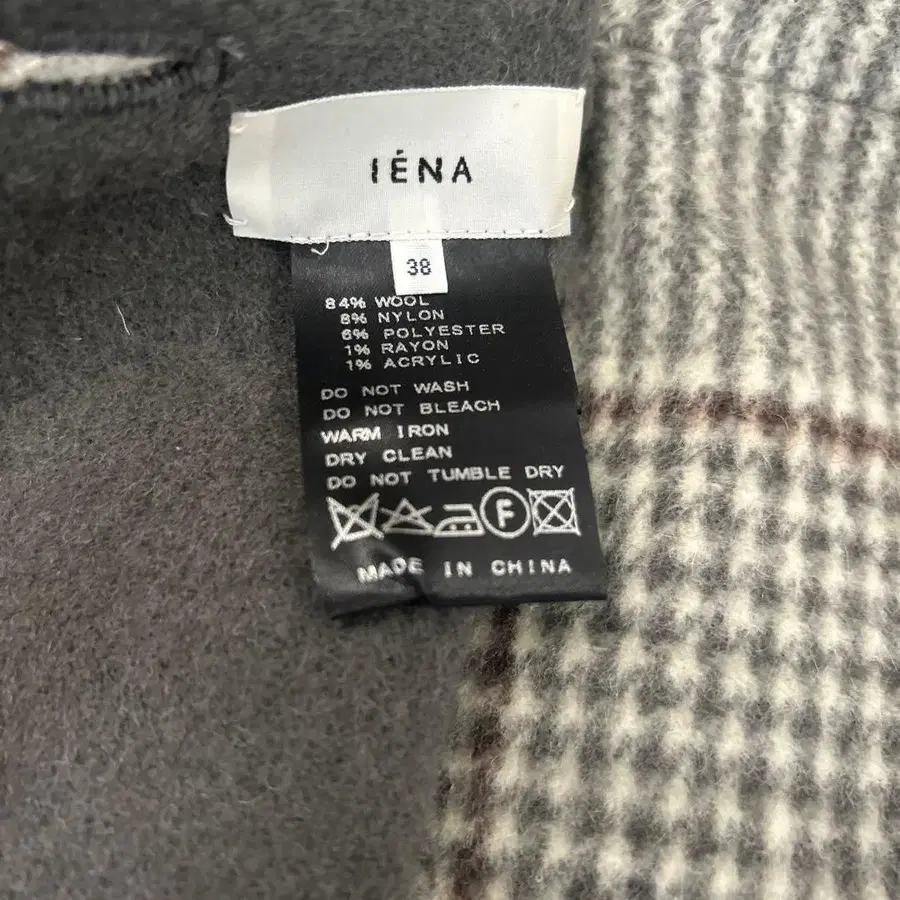 IÉNA
38
84% WOOL
8% NYLON
6% POLYESTER
1% RAYON
1% ACRYLIC
DO NOT WASH
DO NOT BLEACH
WARM IRON
DRY CLEAN
DO NOT TUMBLE DRY
F
MADE IN CHINA